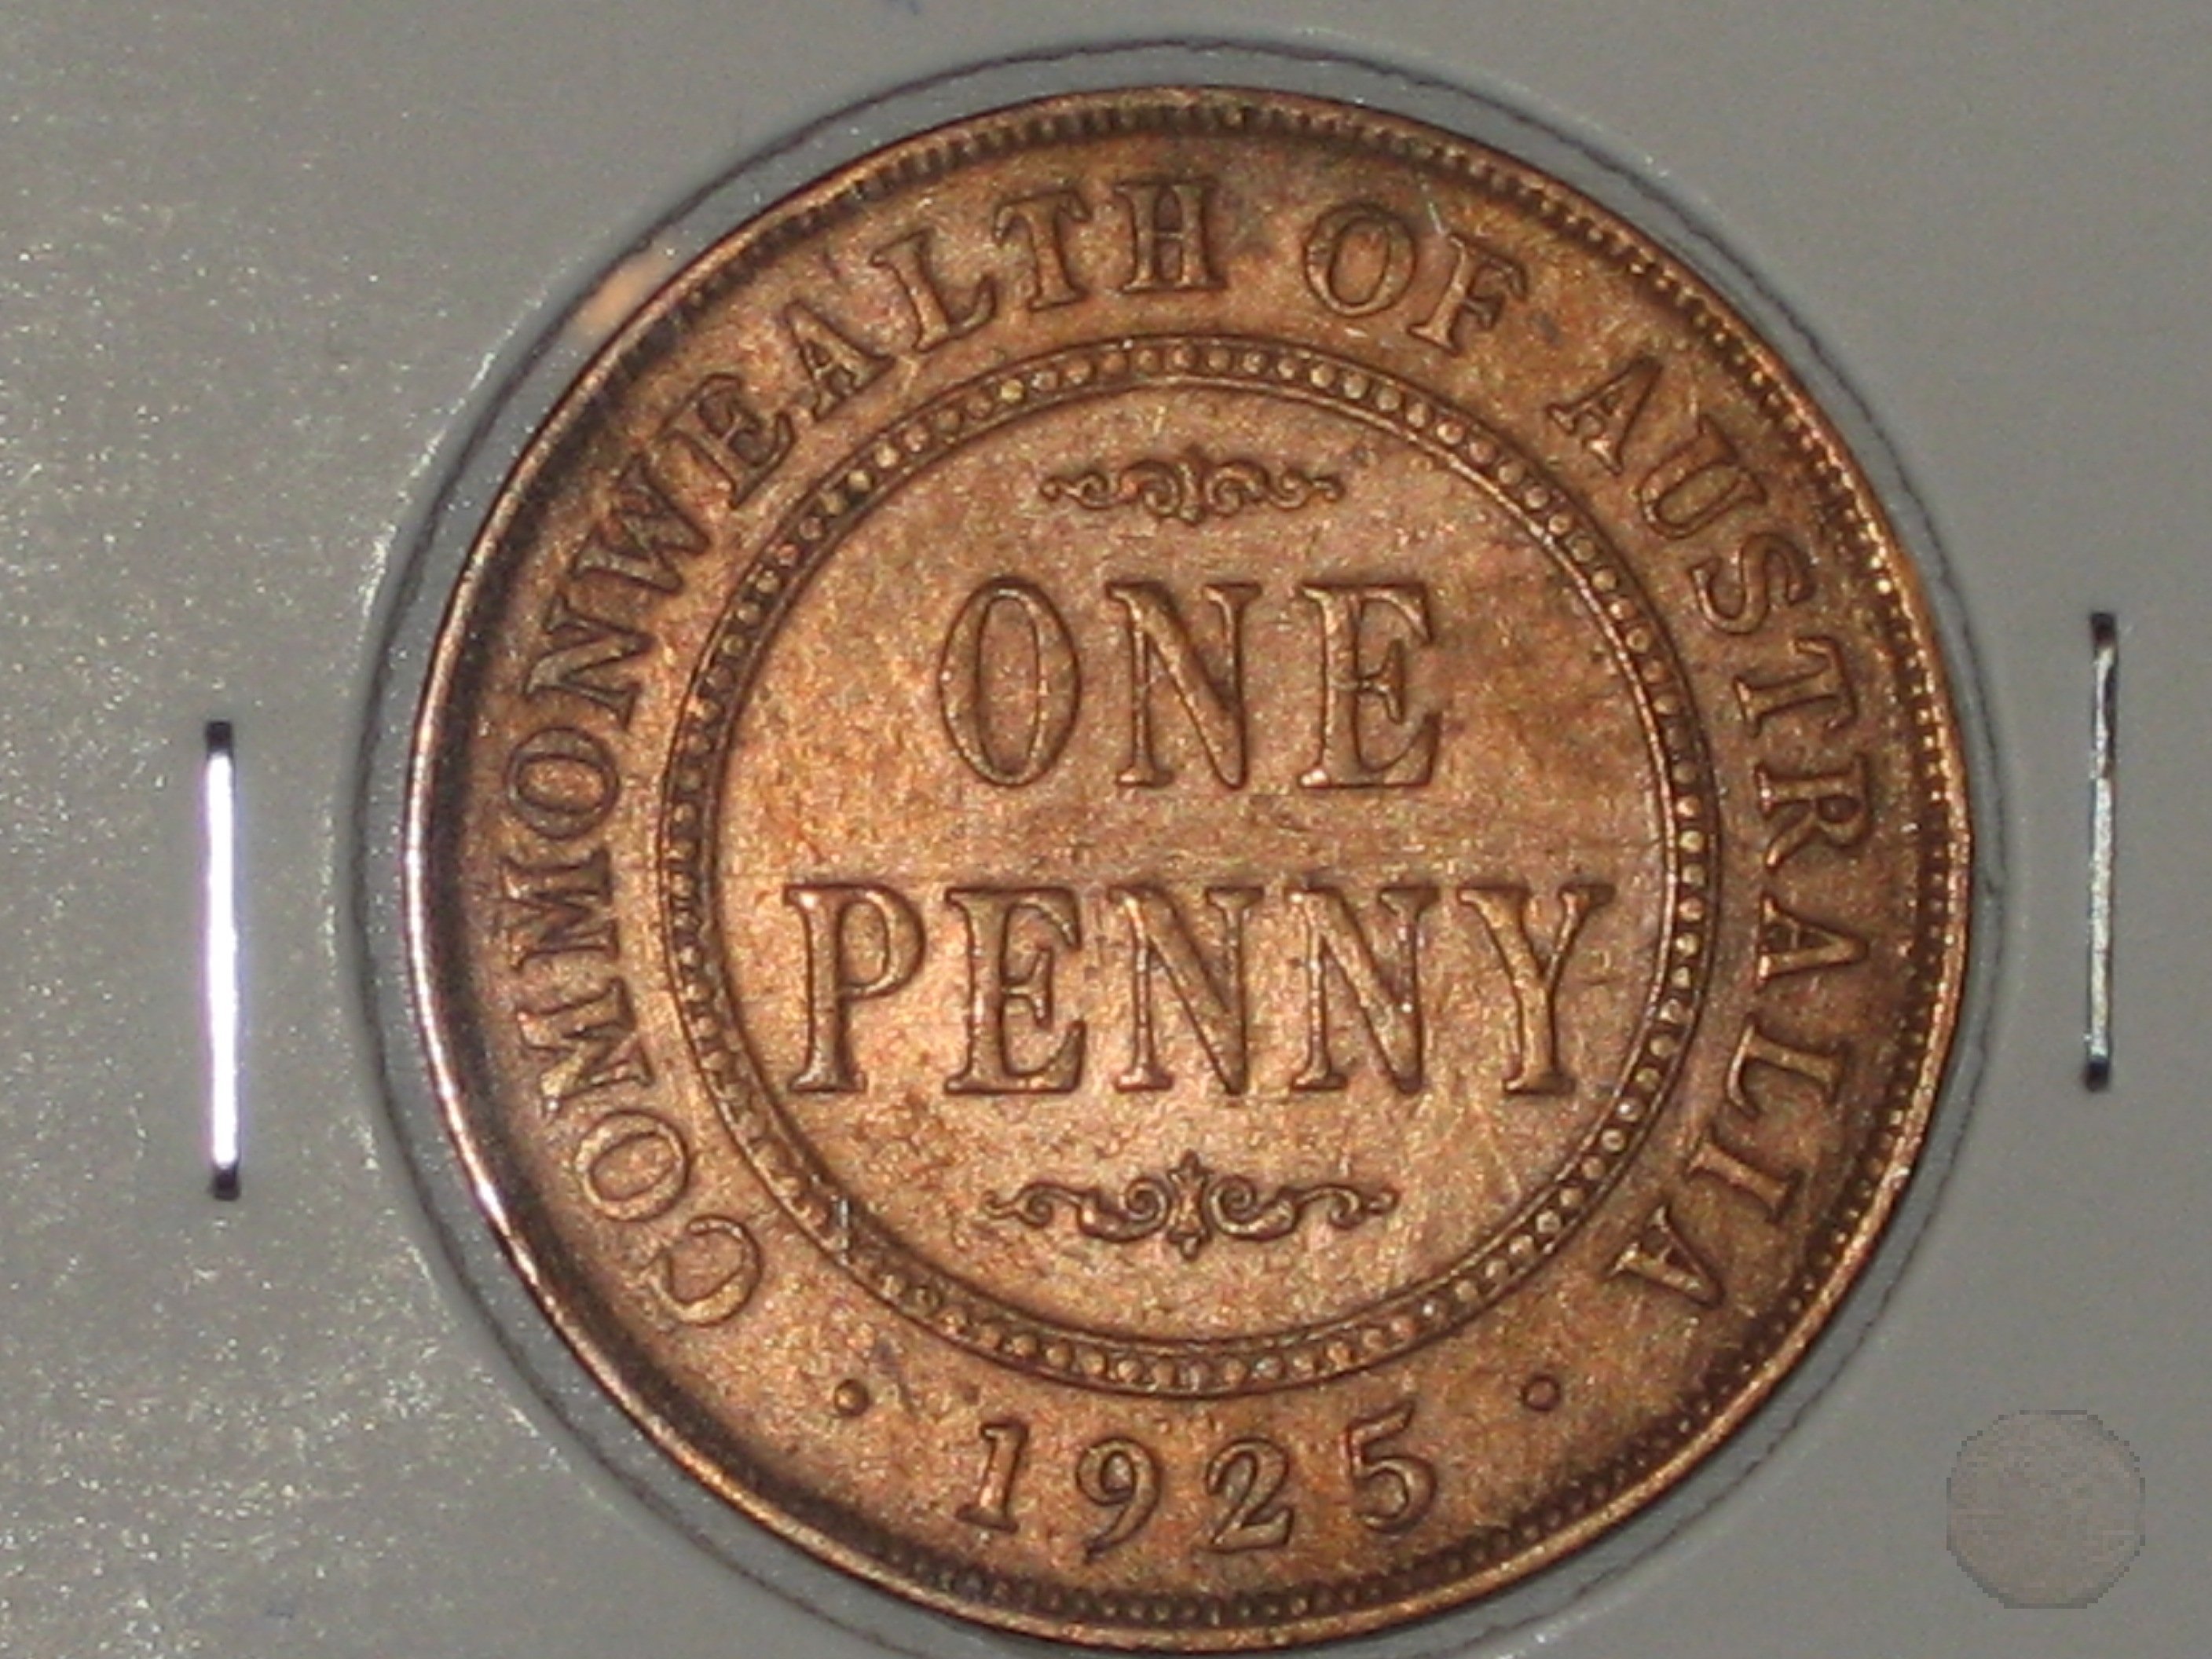 COMMONWEALTH OF AUSTRALIA
ONE
PENNY
1925